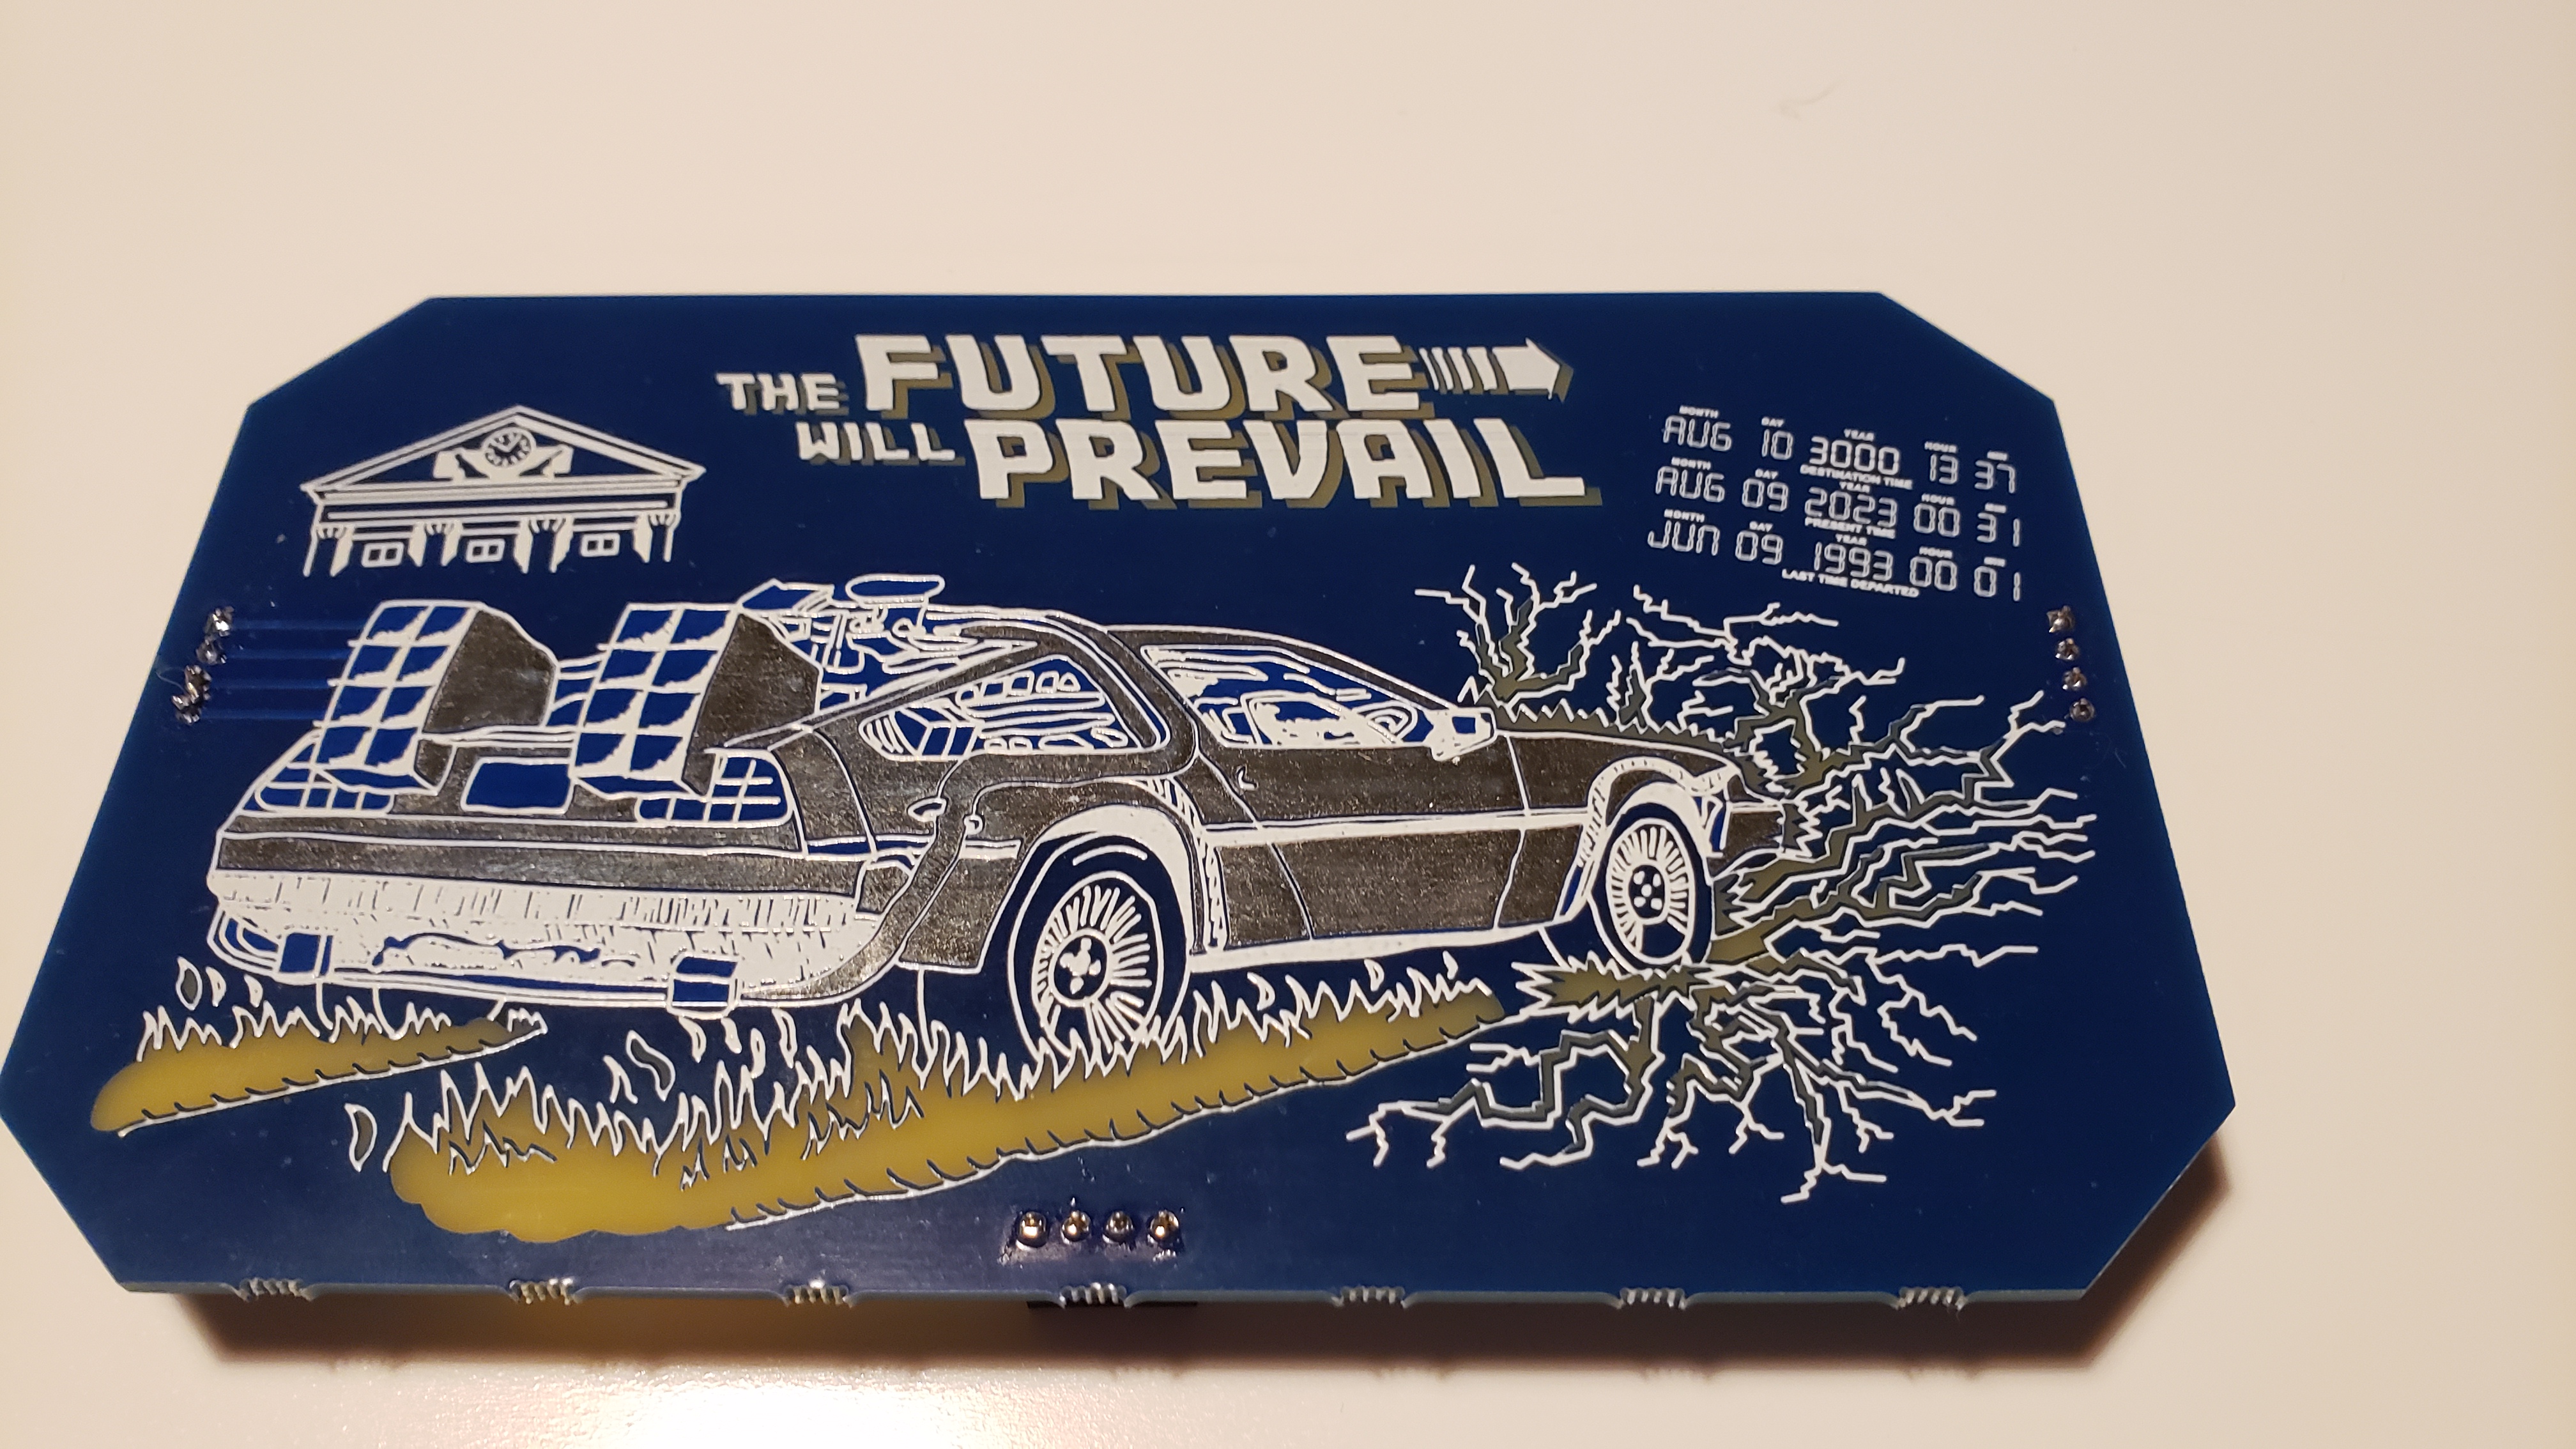 THE FUTURE
WILL PREVAIL
MONTH DAY YEAR HOUR
AUG 10 3000 13 37
DESTINATION TIME
MONTH DAY YEAR HOUR
AUG 09 2023 00 31
PRESENT TIME
MONTH DAY YEAR HOUR
JUN 09 1993 00 01
LAST TIME DEPARTED